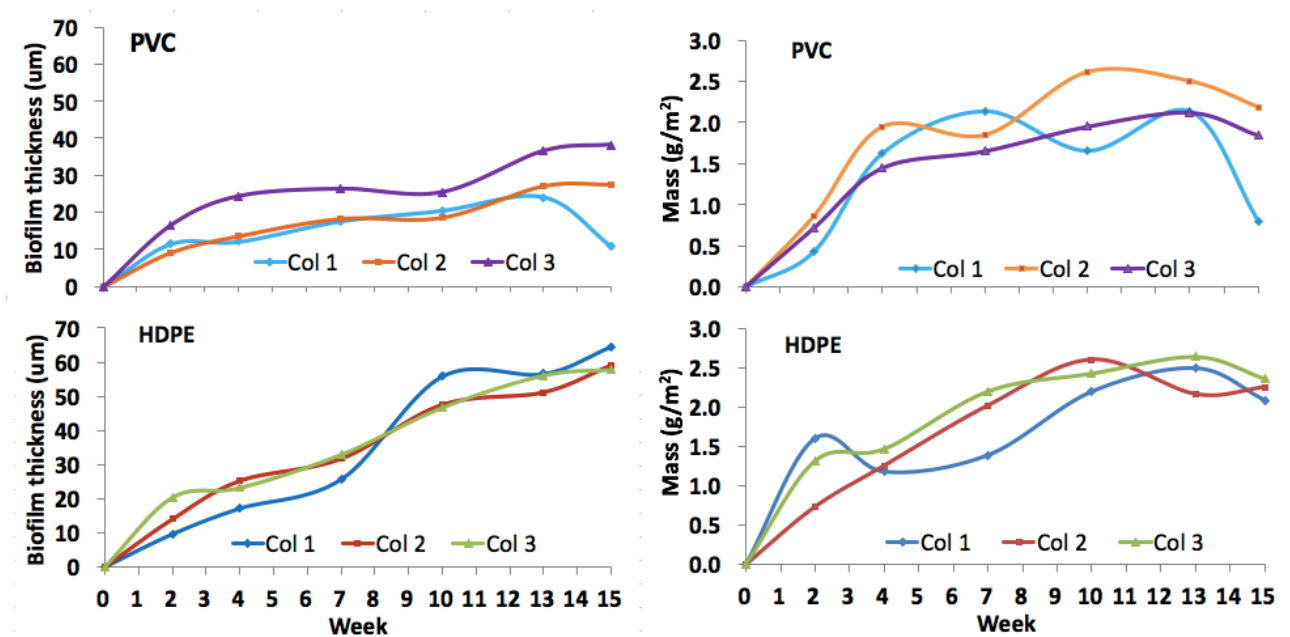 PVC
Biofilm thickness (um)
70
60
50
40
30
20
10
0
Col 1 Col 2 Col 3
PVC
Mass (g/m²)
3.0
2.5
2.0
1.5
1.0
0.5
0.0
Col 1 Col 2 Col 3
HDPE
Biofilm thickness (um)
70
60
50
40
30
20
10
0
Col 1 Col 2 Col 3
0 1 2 3 4 5 6 7 8 9 10 11 12 13 14 15
Week
HDPE
Mass (g/m²)
3.0
2.5
2.0
1.5
1.0
0.5
0.0
Col 1 Col 2 Col 3
0 1 2 3 4 5 6 7 8 9 10 11 12 13 14 15
Week